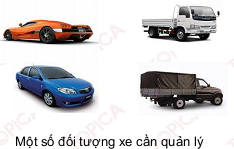 Một số đối tượng xe cần quản lý